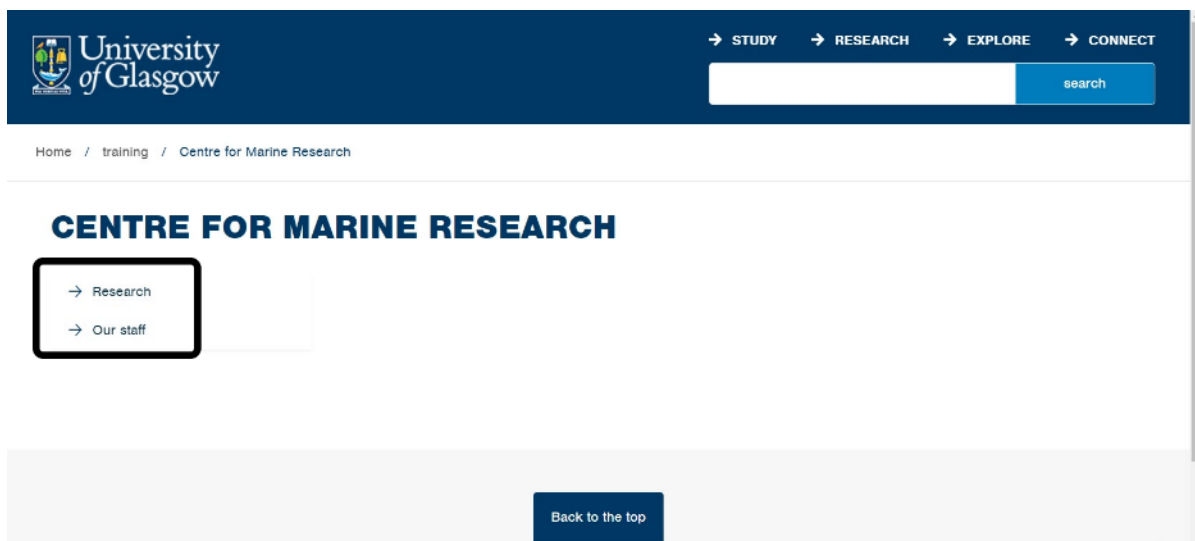 University
of Glasgow
→ STUDY → RESEARCH → EXPLORE → CONNECT
search
Home / training / Centre for Marine Research
CENTRE FOR MARINE RESEARCH
→ Research
→ Our staff
Back to the top